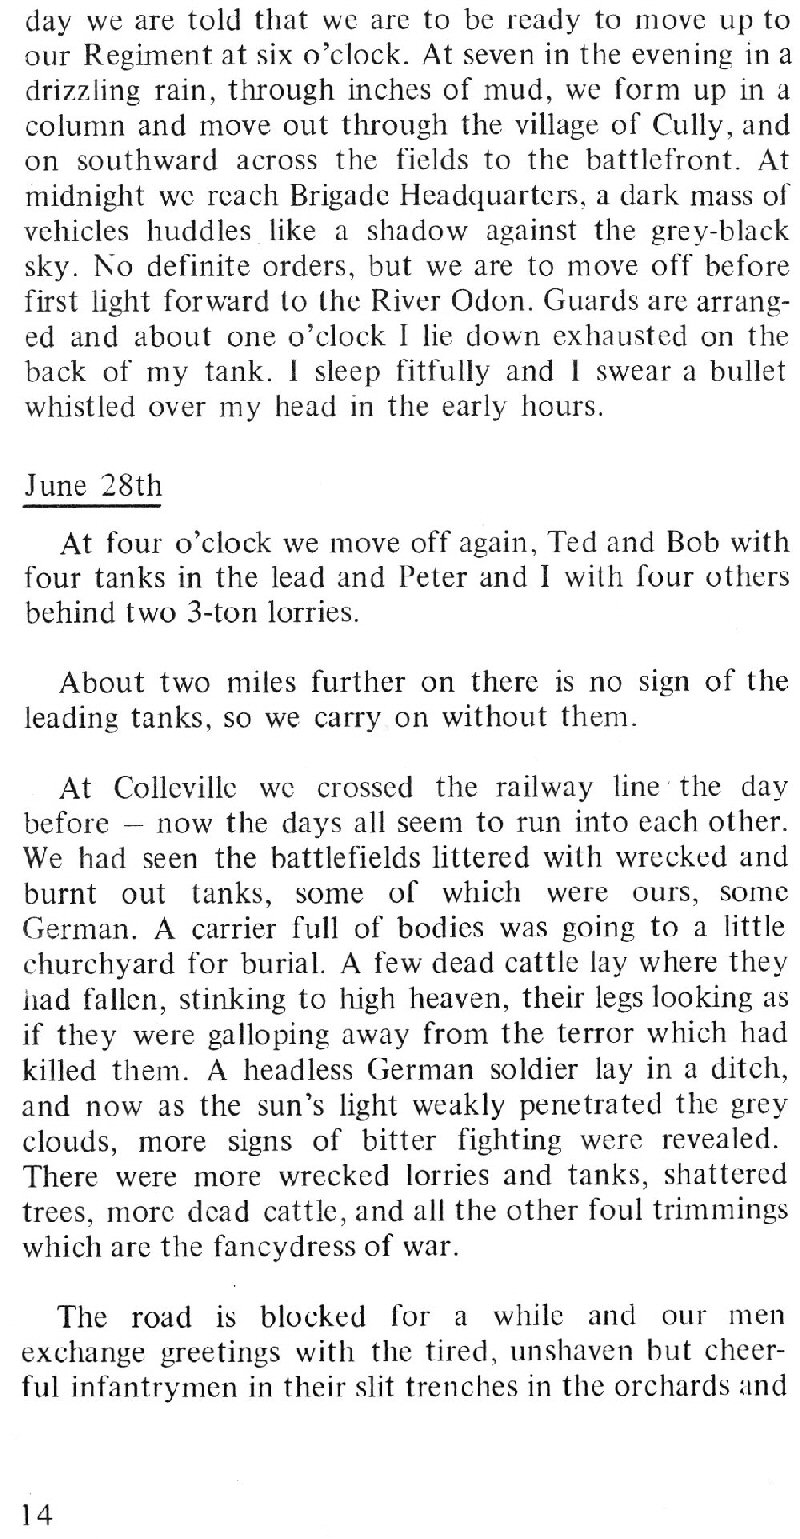 day we are told that we are to be ready to move up to
our Regiment at six o'clock. At seven in the evening in a
drizzling rain, through inches of mud, we form up in a
column and move out through the village of Cully, and
on southward across the fields to the battlefront. At
midnight we reach Brigade Headquarters, a dark mass of
vehicles huddles like a shadow against the grey-black
sky. No definite orders, but we are to move off before
first light forward to the River Odon. Guards are arrang-
ed and about one o'clock I lie down exhausted on the
back of my tank. I sleep fitfully and I swear a bullet
whistled over my head in the early hours.
June 28th
At four o'clock we move off again, Ted and Bob with
four tanks in the lead and Peter and I with four others
behind two 3-ton lorries.
About two miles further on there is no sign of the
leading tanks, so we carry on without them.
At Colleville we crossed the railway line the day
before — now the days all seem to run into each other.
We had seen the battlefields littered with wrecked and
burnt out tanks, some of which were ours, some
German. A carrier full of bodies was going to a little
churchyard for burial. A few dead cattle lay where they
had fallen, stinking to high heaven, their legs looking as
if they were galloping away from the terror which had
killed them. A headless German soldier lay in a ditch,
and now as the sun's light weakly penetrated the grey
clouds, more signs of bitter fighting were revealed.
There were more wrecked lorries and tanks, shattered
trees, more dead cattle, and all the other foul trimmings
which are the fancydress of war.
The road is blocked for a while and our men
exchange greetings with the tired, unshaven but cheer-
ful infantrymen in their slit trenches in the orchards and
14